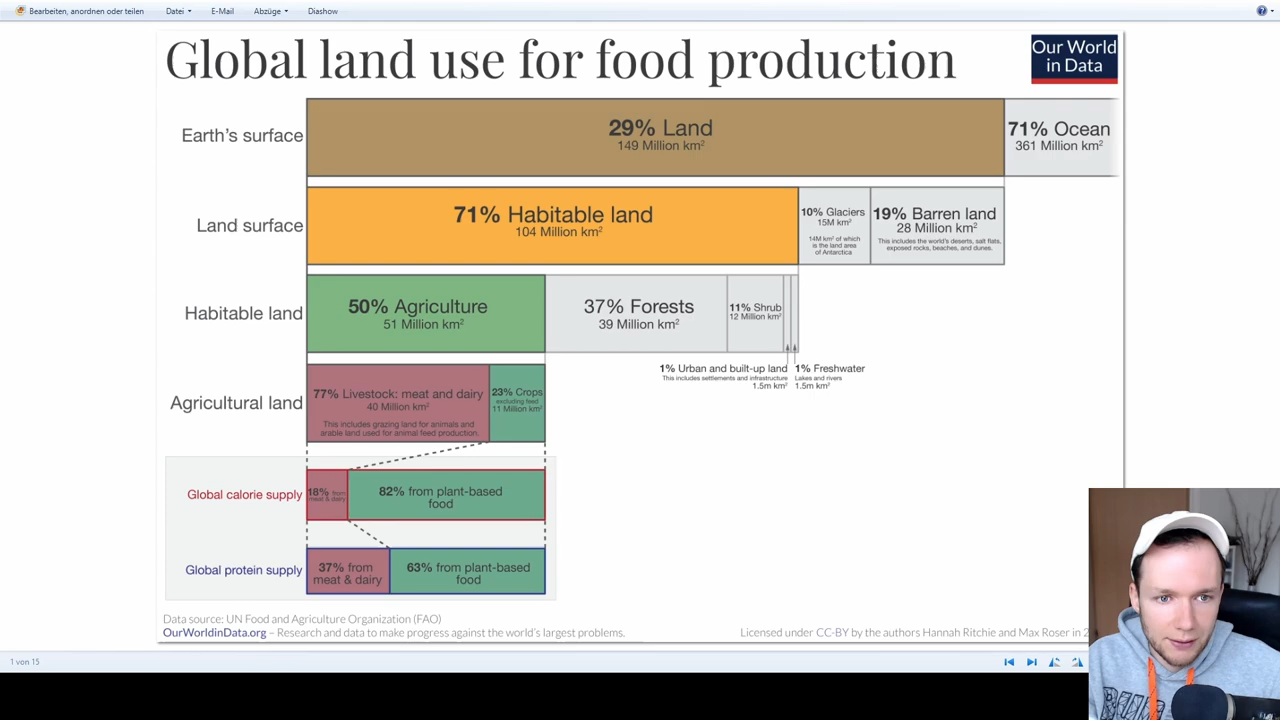 Bearbeiten, anordnen oder teilen Datei E-Mail Abzüge Diashow
Global land use for food production
Our World
in Data
Earth's surface
29% Land
149 Million km²
71% Ocean
361 Million km²
Land surface
71% Habitable land
104 Million km²
10% Glaciers
15M km²
14M km² of which
is the land area
of Antarctica
19% Barren land
28 Million km²
This includes the world's deserts, salt flats,
exposed rocks, beaches, and dunes.
Habitable land
50% Agriculture
51 Million km²
37% Forests
39 Million km²
11% Shrub
12 Million km²
1% Urban and built-up land
This includes settlements and infrastructure
1.5m km²
1% Freshwater
Lakes and rivers
1.5m km²
Agricultural land
77% Livestock: meat and dairy
40 Million km²
This includes grazing land for animals and
arable land used for animal feed production.
23% Crops
excluding feed
11 Million km²
Global calorie supply
18% from
meat & dairy
82% from plant-based
food
Global protein supply
37% from
meat & dairy
63% from plant-based
food
Data source: UN Food and Agriculture Organization (FAO)
OurWorldinData.org – Research and data to make progress against the world's largest problems.
Licensed under CC-BY by the authors Hannah Ritchie and Max Roser in 2
1 von 15